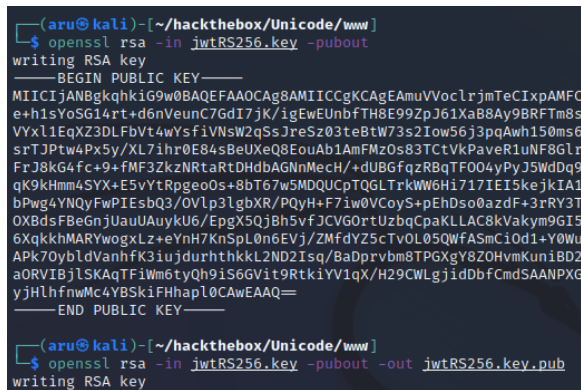 ┌──(aru㉿kali)-[~/hackthebox/Unicode/www]
└─$ openssl rsa -in jwtRS256.key -pubout
writing RSA key
-----BEGIN PUBLIC KEY-----
MIICIjANBgkqhkiG9w0BAQEFAAOCAg8AMIICCgKCAgEAmuVVoclrjmTeCIxpAMFC
e+h1sYoSG14rt+d6nVeunC7GdI7jK/igEwEUnbfTH8E99ZpJ61XaB8Ay9BRFTm8s
VYxl1EqXZ3DLFbVt4wYsfiVNsW2qSsJreSz03teBtW73s2Iow56j3pqAwh150ms6
srTJPtw4Px5y/XL7ihr0E84sBeUXeQ8EouAb1AmFMzOs83TCtVkPaveR1uNF8Glr
FrJ8kG4fc+9+fMF3ZkzNRtaRtDHdbAGNnMecH/+dUBGfqzRBqTFOO4yPyJ5WdDq9
qK9kHmm4SYX+E5vYtRpgeoOs+8bT67w5MDQUCpTQGLTrkWW6Hi717IEI5kejkIA1
bPwg4YNQyFwPIEsbQ3/OVlp3lgbXR/PQyH+F7iw0VCoyS+pEhDso0azdF+3rRY3T
OXBdsFBeGnjUauUAuykU6/EpgX5QjBh5vfJCVGOrtUzbqCpaKLLAC8kVakym9GI5
6XqkkhMARYwogxLz+eYnH7KnSpL0n6EVj/ZMfdYZ5cTvOL05QWfASmCiOd1+Y0Wu
APk7OybldVanhfK3iujdurhthkkL2ND2Isq/BaDprvbm8TPGXgY8ZOHvmKuniBD2
aORVIBjlSKAqTFiWm6tyQh9iS6GVit9RtkiYV1qX/H29CWLgjidDbfCmdSAANPXG
yjHlhfnwMc4YBSkiFHhapl0CAwEAAQ==
-----END PUBLIC KEY-----
┌──(aru㉿kali)-[~/hackthebox/Unicode/www]
└─$ openssl rsa -in jwtRS256.key -pubout -out jwtRS256.key.pub
writing RSA key